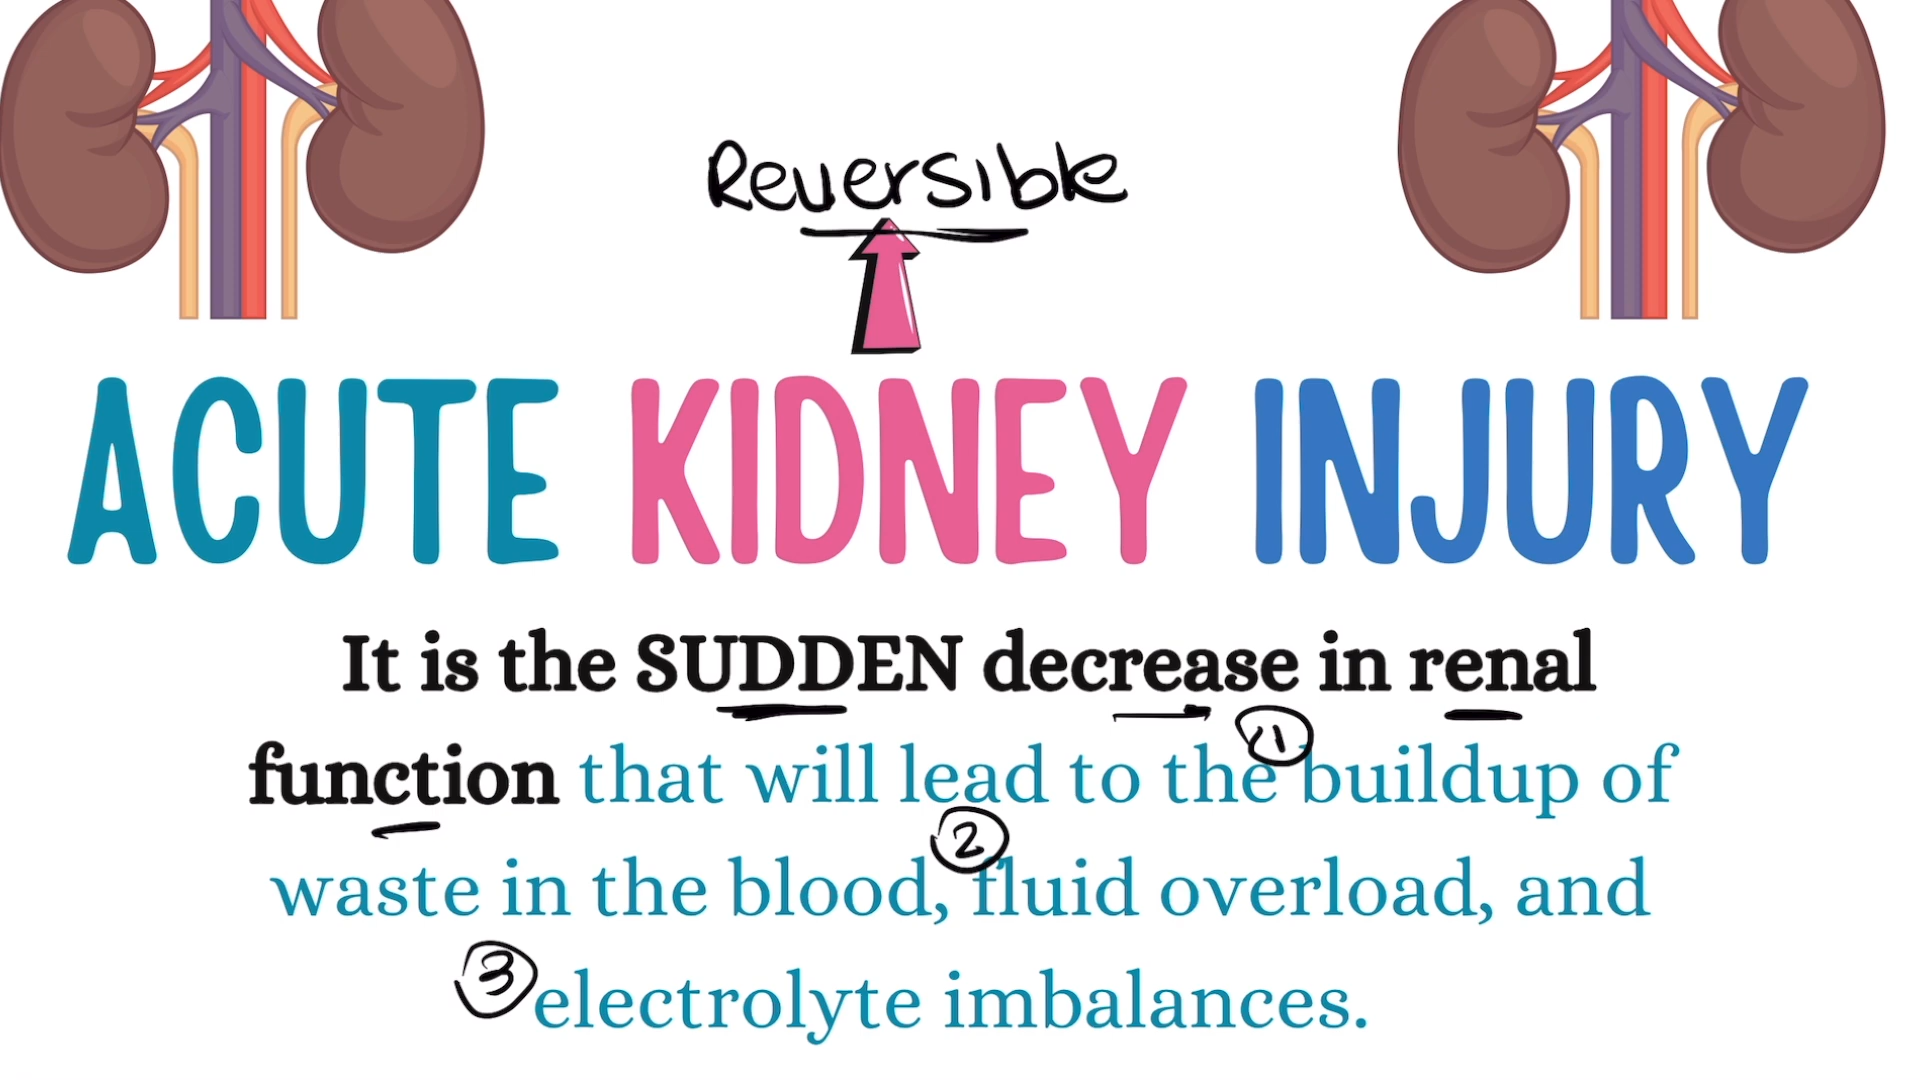 Reversible
ACUTE KIDNEY INJURY
It is the SUDDEN decrease in renal
1
function that will lead to the buildup of
2
waste in the blood, fluid overload, and
3
electrolyte imbalances.